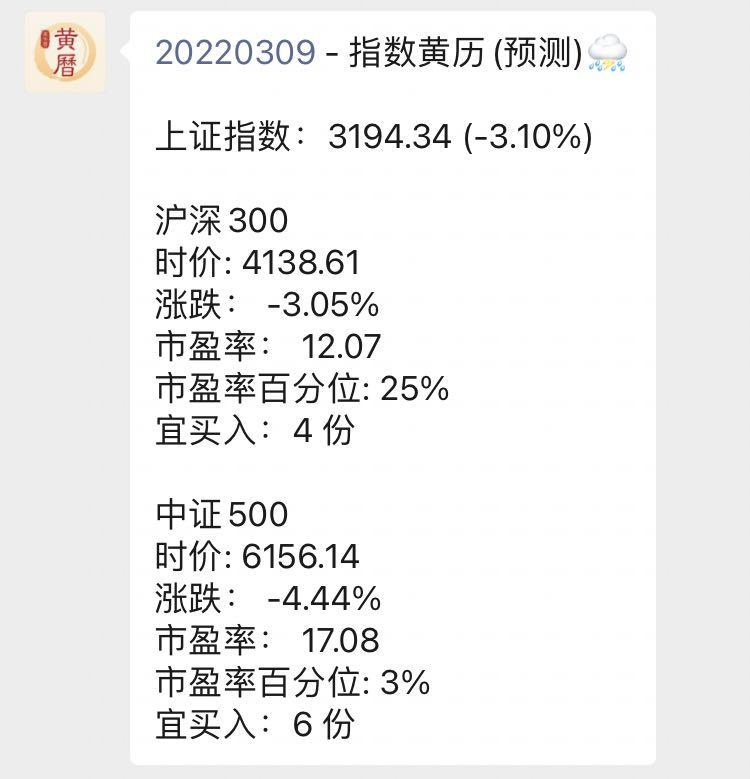 黄曆
20220309 - 指数黄历 (预测)🌧
上证指数： 3194.34 (-3.10%)
沪深 300
时价: 4138.61
涨跌： -3.05%
市盈率： 12.07
市盈率百分位: 25%
宜买入： 4 份
中证 500
时价: 6156.14
涨跌： -4.44%
市盈率： 17.08
市盈率百分位: 3%
宜买入： 6 份